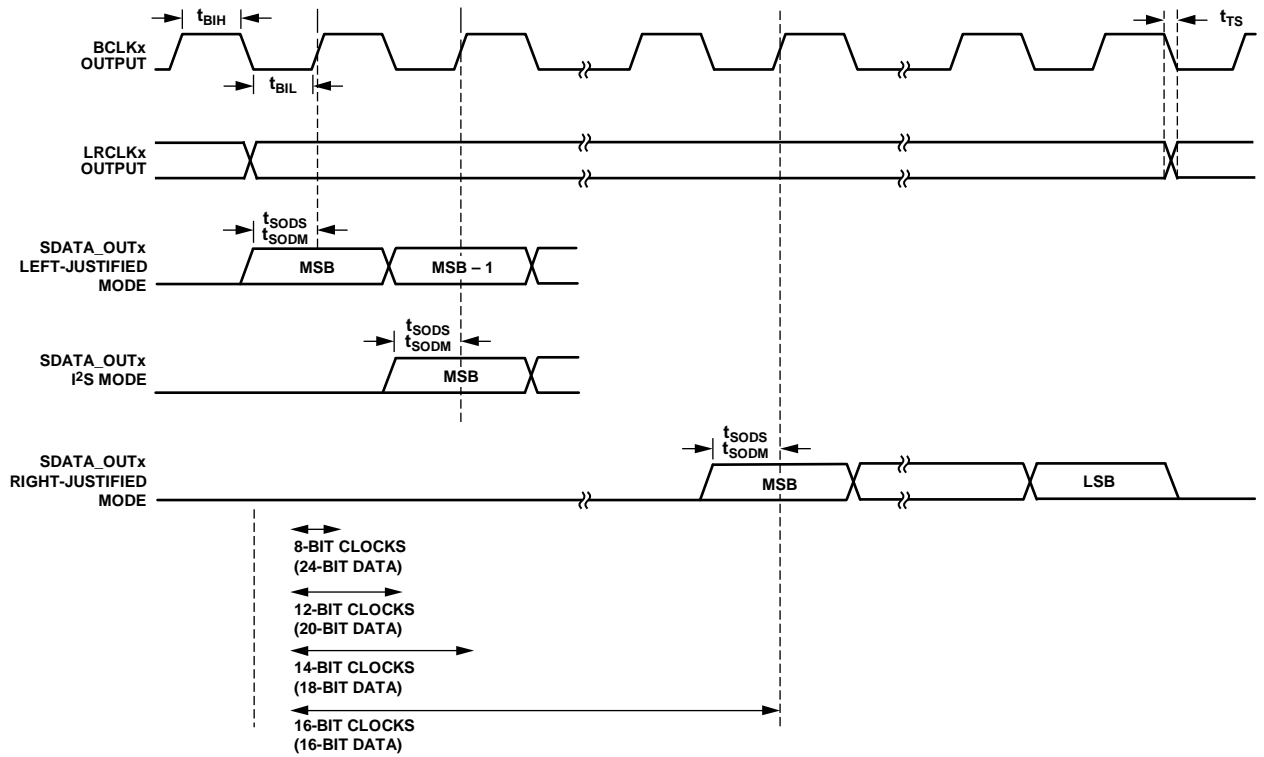 tBIH
tTS
BCLKx
OUTPUT
tBIL
LRCLKx
OUTPUT
tSODS
tSODM
SDATA_OUTx
LEFT-JUSTIFIED
MODE
MSB
MSB – 1
tSODS
tSODM
SDATA_OUTx
I2S MODE
MSB
tSODS
tSODM
SDATA_OUTx
RIGHT-JUSTIFIED
MODE
MSB
LSB
8-BIT CLOCKS
(24-BIT DATA)
12-BIT CLOCKS
(20-BIT DATA)
14-BIT CLOCKS
(18-BIT DATA)
16-BIT CLOCKS
(16-BIT DATA)